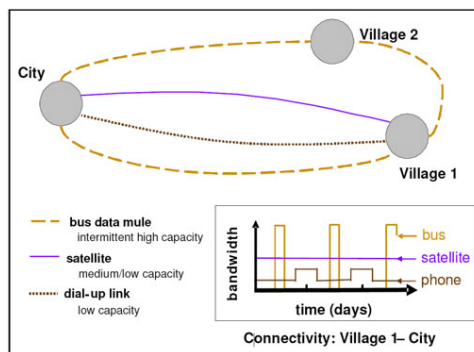 Village 2
City
Village 1
bus data mule
intermittent high capacity
satellite
medium/low capacity
dial-up link
low capacity
bandwidth
bus
satellite
phone
time (days)
Connectivity: Village 1– City